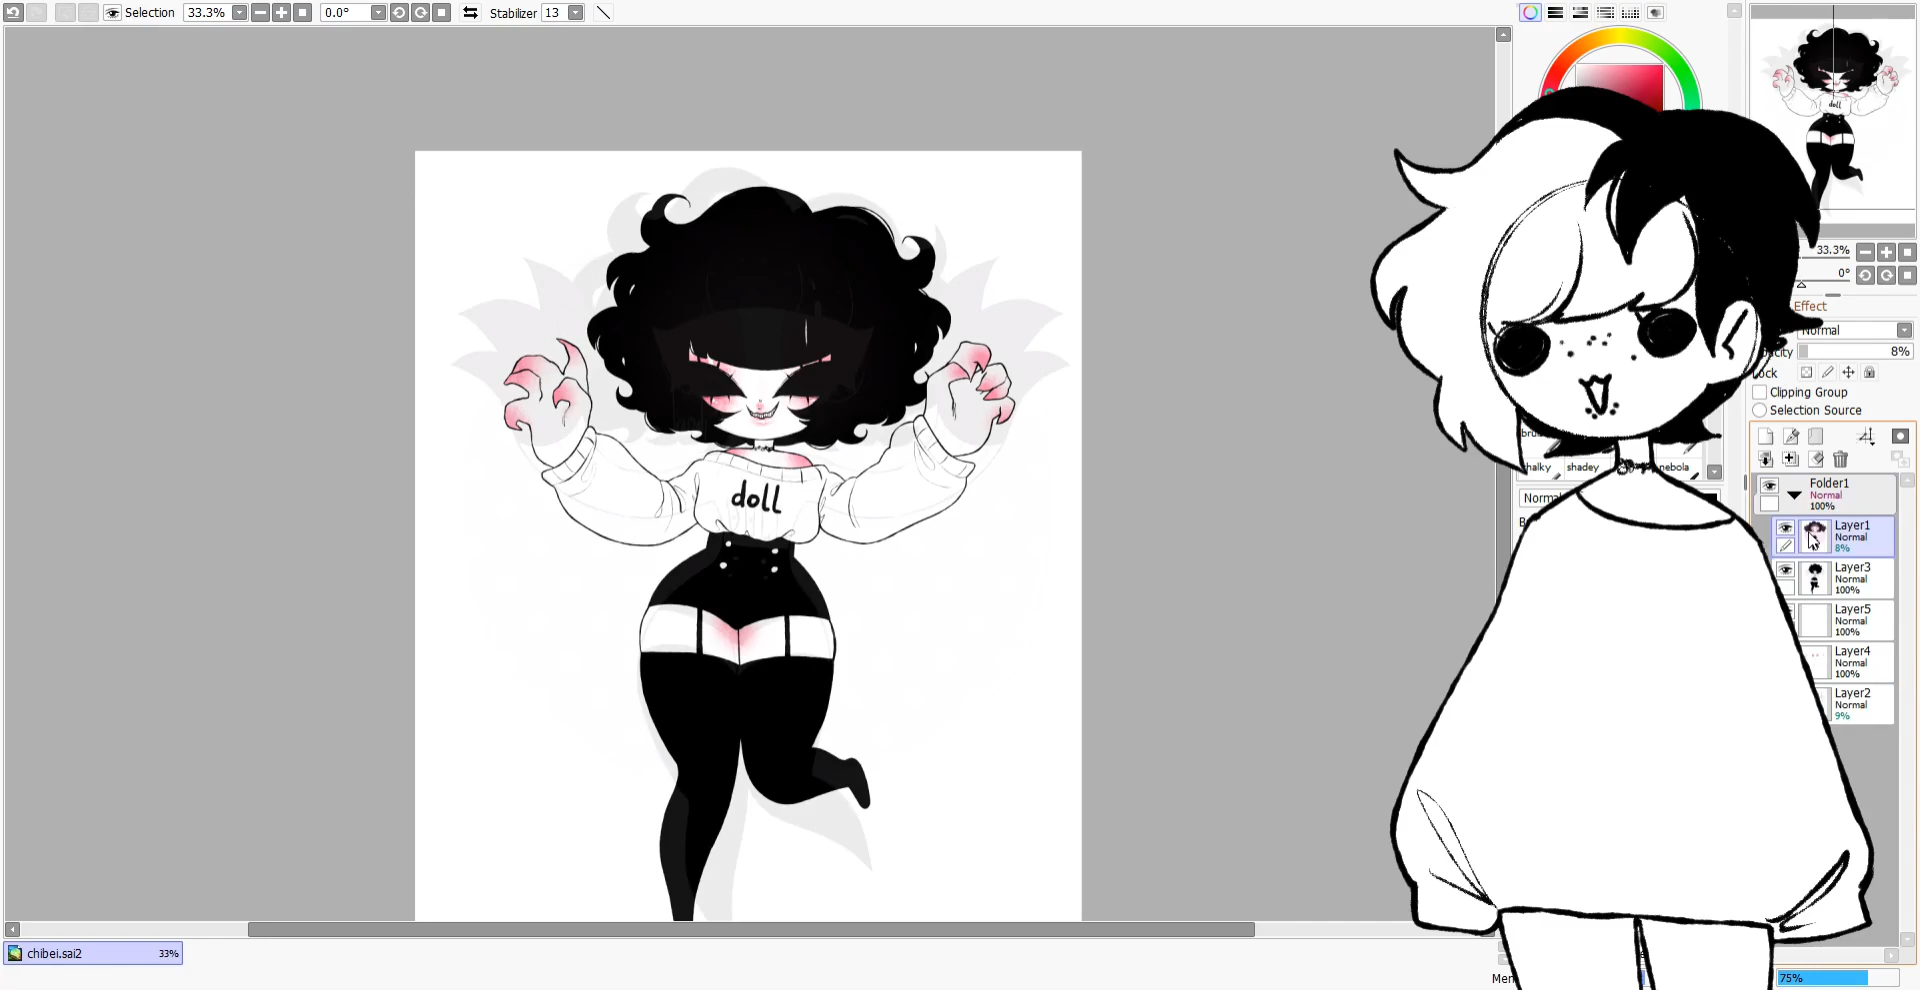 Selection 33.3% 0.0° Stabilizer 13
33.3%
0°
Effect
Normal
8%
Clipping Group
Selection Source
halky shadey nebola
Folder1
Normal
100%
Layer1
Normal
8%
Layer3
Normal
100%
Layer5
Normal
100%
Layer4
Normal
100%
Layer2
Normal
9%
doll
doll
chibei.sai2 33%
75%